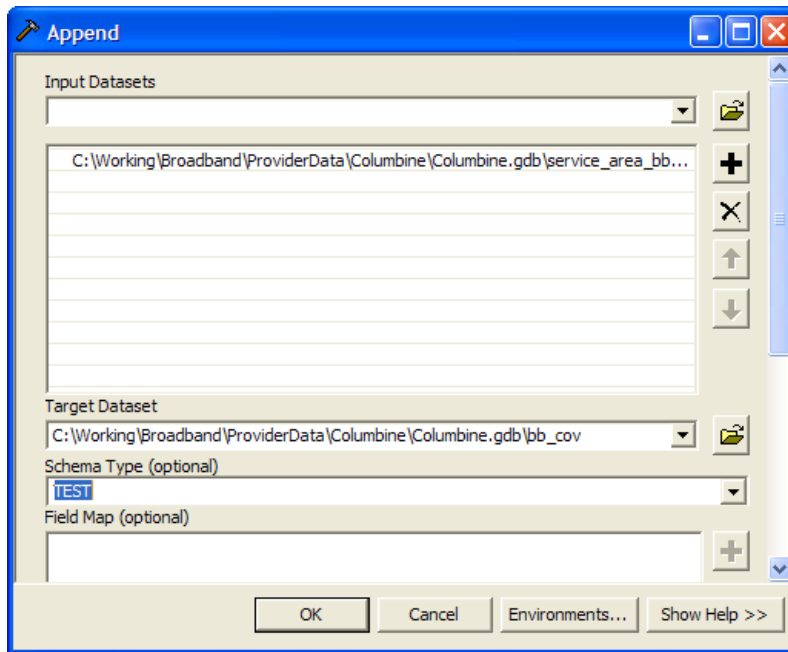 Append
Input Datasets
C:\Working\Broadband\ProviderData\Columbine\Columbine.gdb\service_area_bb...
Target Dataset
C:\Working\Broadband\ProviderData\Columbine\Columbine.gdb\bb_cov
Schema Type (optional)
TEST
Field Map (optional)
OK Cancel Environments... Show Help >>